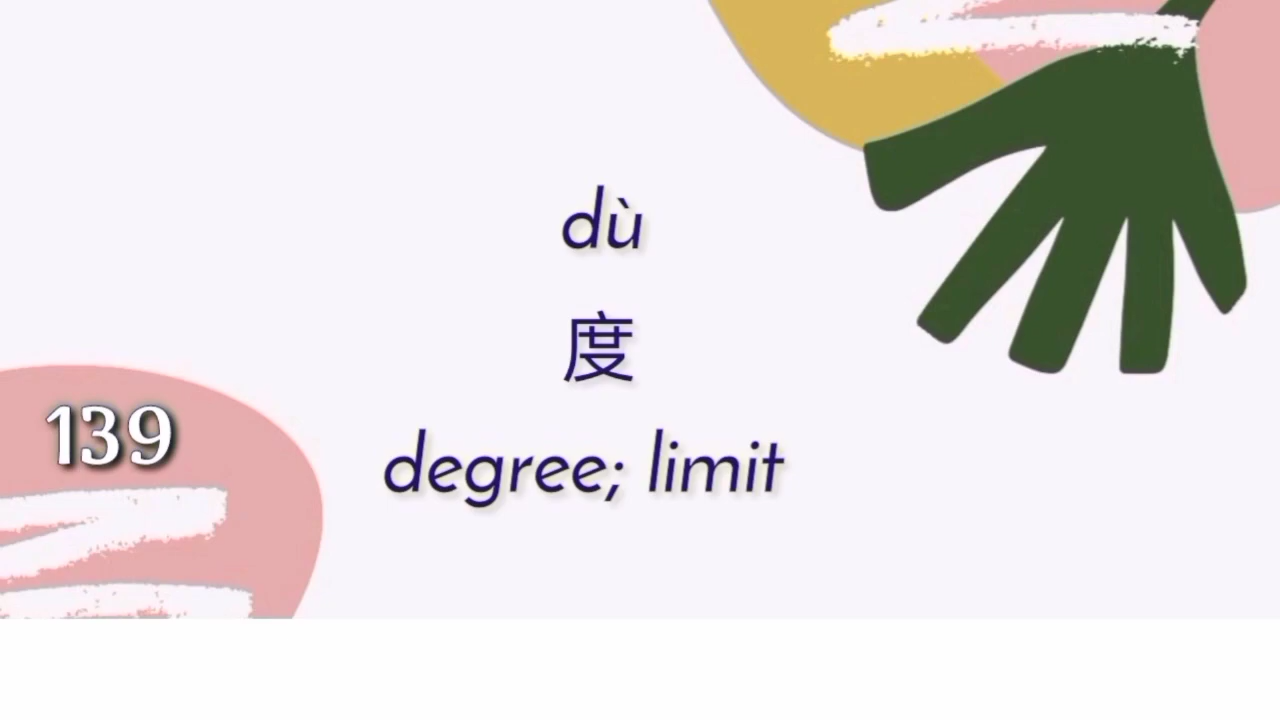 dù
度
139
degree; limit